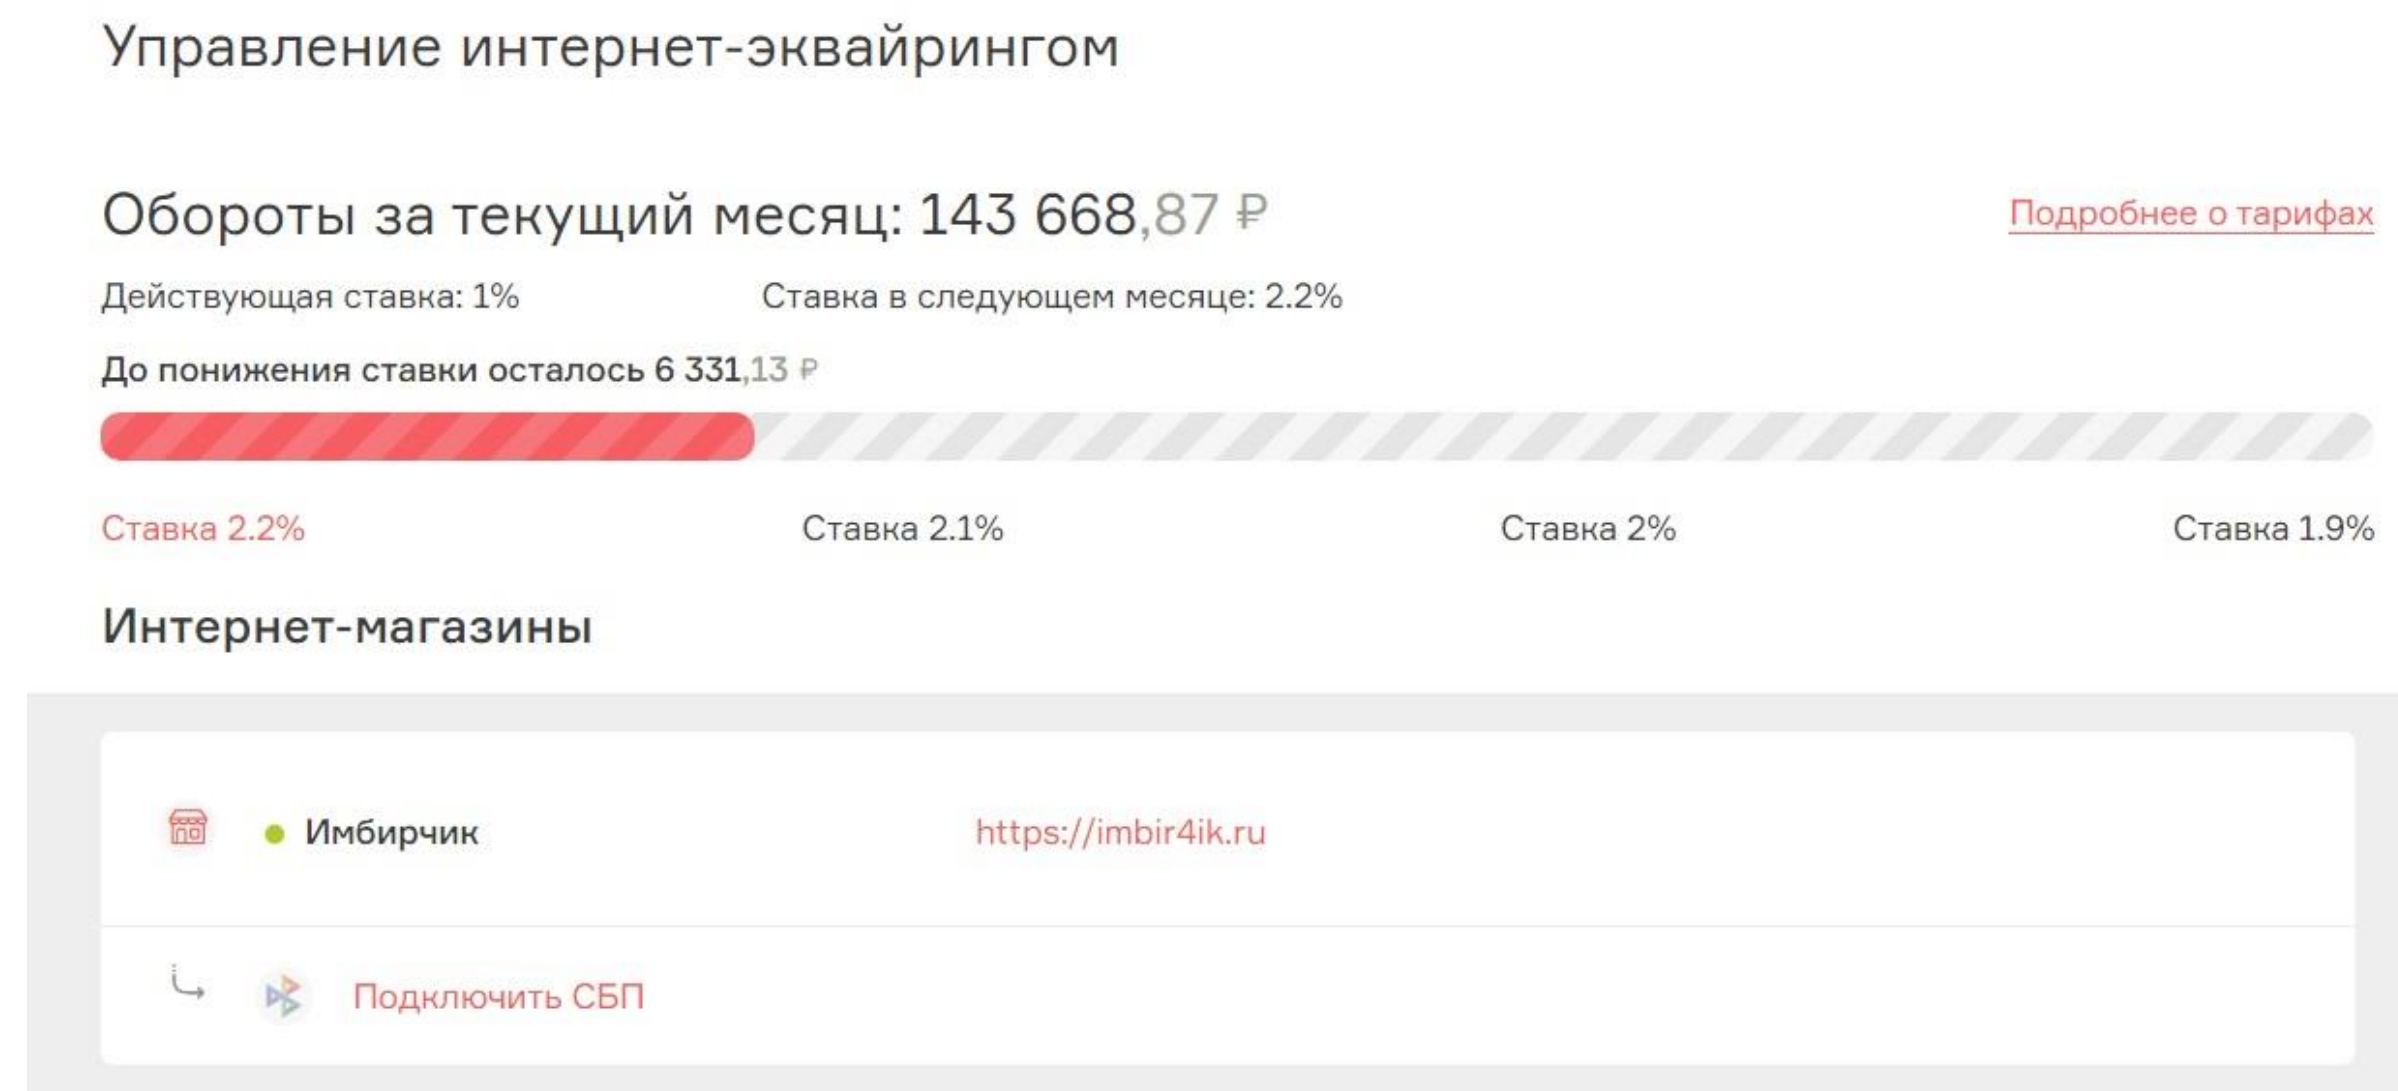 Управление интернет-эквайрингом
Обороты за текущий месяц: 143 668,87 ₽
Подробнее о тарифах
Действующая ставка: 1%
Ставка в следующем месяце: 2.2%
До понижения ставки осталось 6 331,13 ₽
Ставка 2.2%
Ставка 2.1%
Ставка 2%
Ставка 1.9%
Интернет-магазины
Имбирчик
https://imbir4ik.ru
Подключить СБП